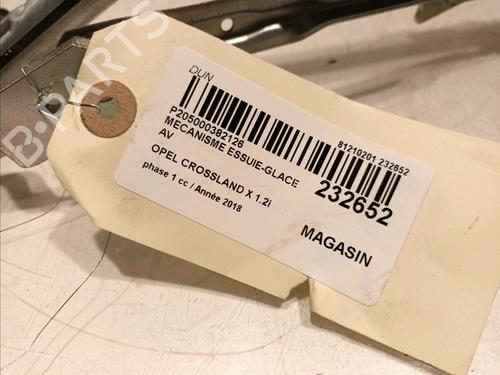 DUN
81210201 232652
P205000382126
MECANISME ESSUIE-GLACE
AV
232652
OPEL CROSSLAND X 1.2i
phase 1 cc / Année 2018
MAGASIN
B-PARTS